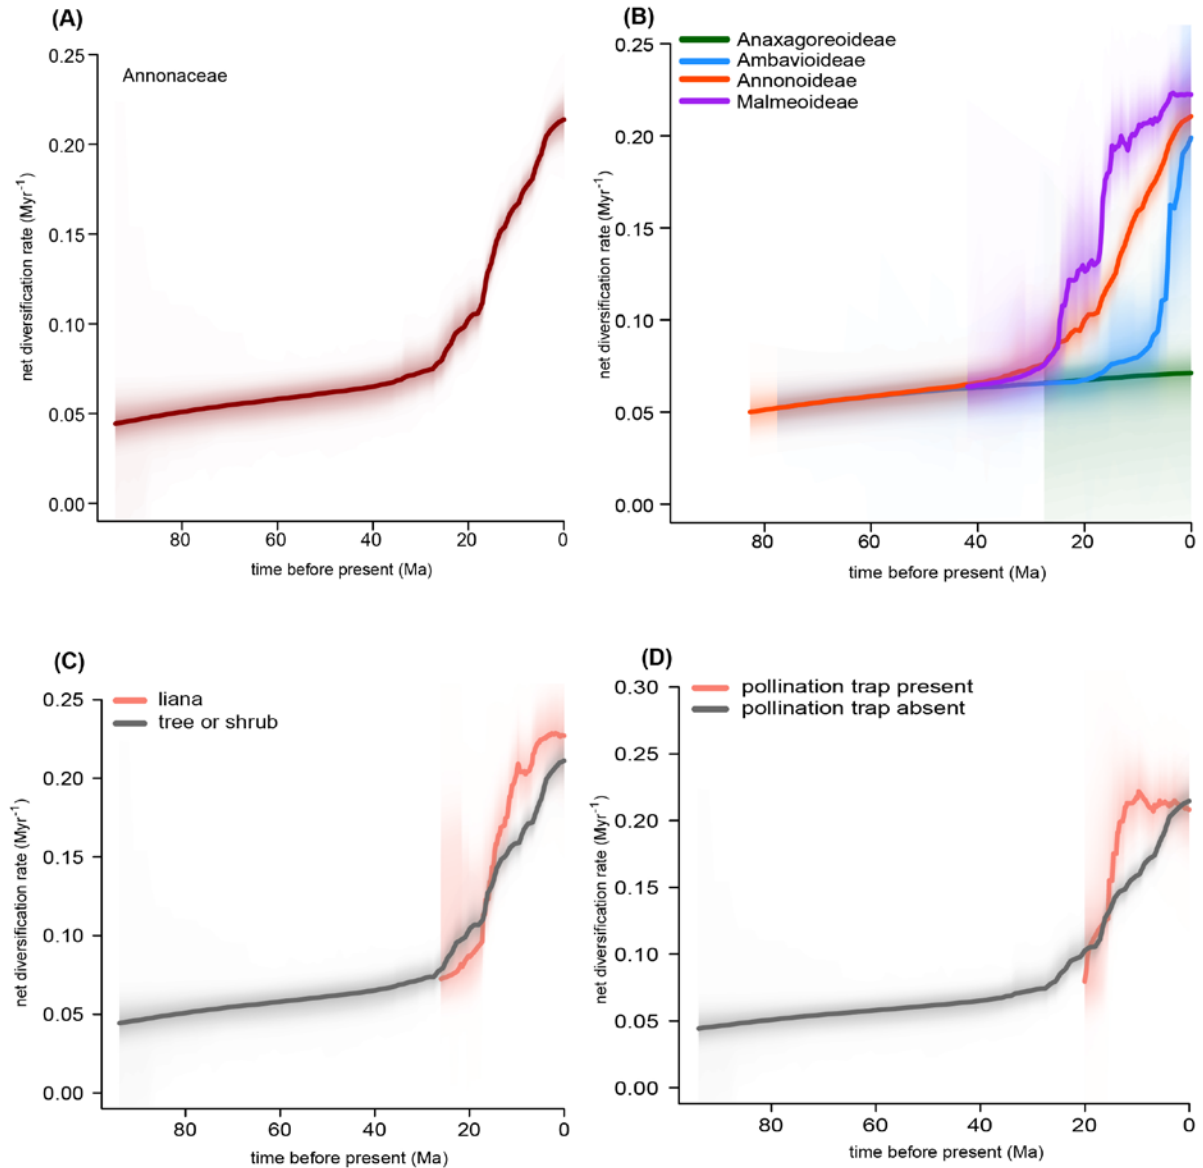 (A)
Annonaceae
0.25
0.20
0.15
0.10
0.05
0.00
net diversification rate (Myr⁻¹)
80 60 40 20 0
time before present (Ma)
(B)
Anaxagoreoideae
Ambavioideae
Annonoideae
Malmeoideae
0.25
0.20
0.15
0.10
0.05
0.00
net diversification rate (Myr⁻¹)
80 60 40 20 0
time before present (Ma)
(C)
liana
tree or shrub
0.25
0.20
0.15
0.10
0.05
0.00
net diversification rate (Myr⁻¹)
80 60 40 20 0
time before present (Ma)
(D)
pollination trap present
pollination trap absent
0.30
0.25
0.20
0.15
0.10
0.05
0.00
net diversification rate (Myr⁻¹)
80 60 40 20 0
time before present (Ma)